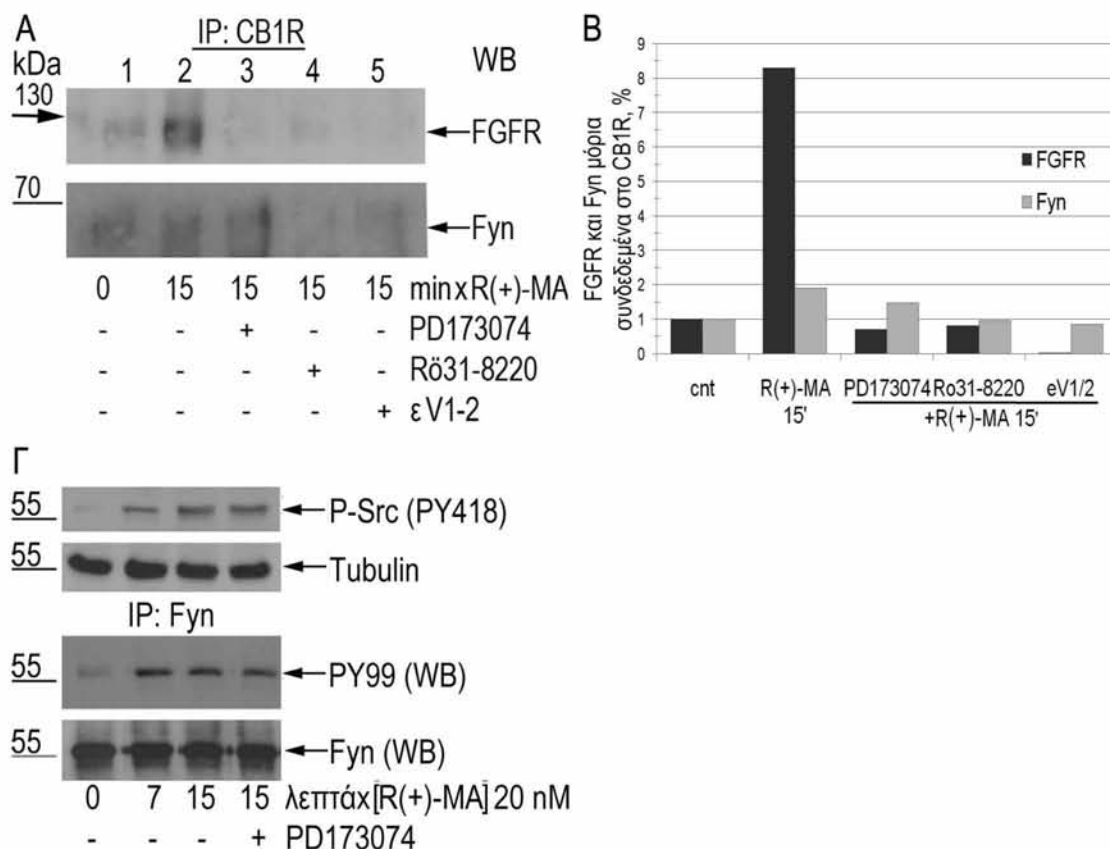 A
IP: CB1R
kDa 1 2 3 4 5 WB
130
FGFR
70
Fyn
0 15 15 15 15 minxR(+)-MA
- - + - - PD173074
- - - + - Rö31-8220
- - - - + εV1-2
B
FGFR και Fyn μόρια
συνδεδεμένα στο CB1R, %
9
8
7
6
5
4
3
2
1
0
FGFR
Fyn
cnt R(+)-MA 15' PD173074 Ro31-8220 eV1/2
+R(+)-MA 15'
Γ
55 P-Src (PY418)
55 Tubulin
IP: Fyn
55 PY99 (WB)
55 Fyn (WB)
0 7 15 15 λεπτάx[R(+)-MA] 20 nM
- - - + PD173074